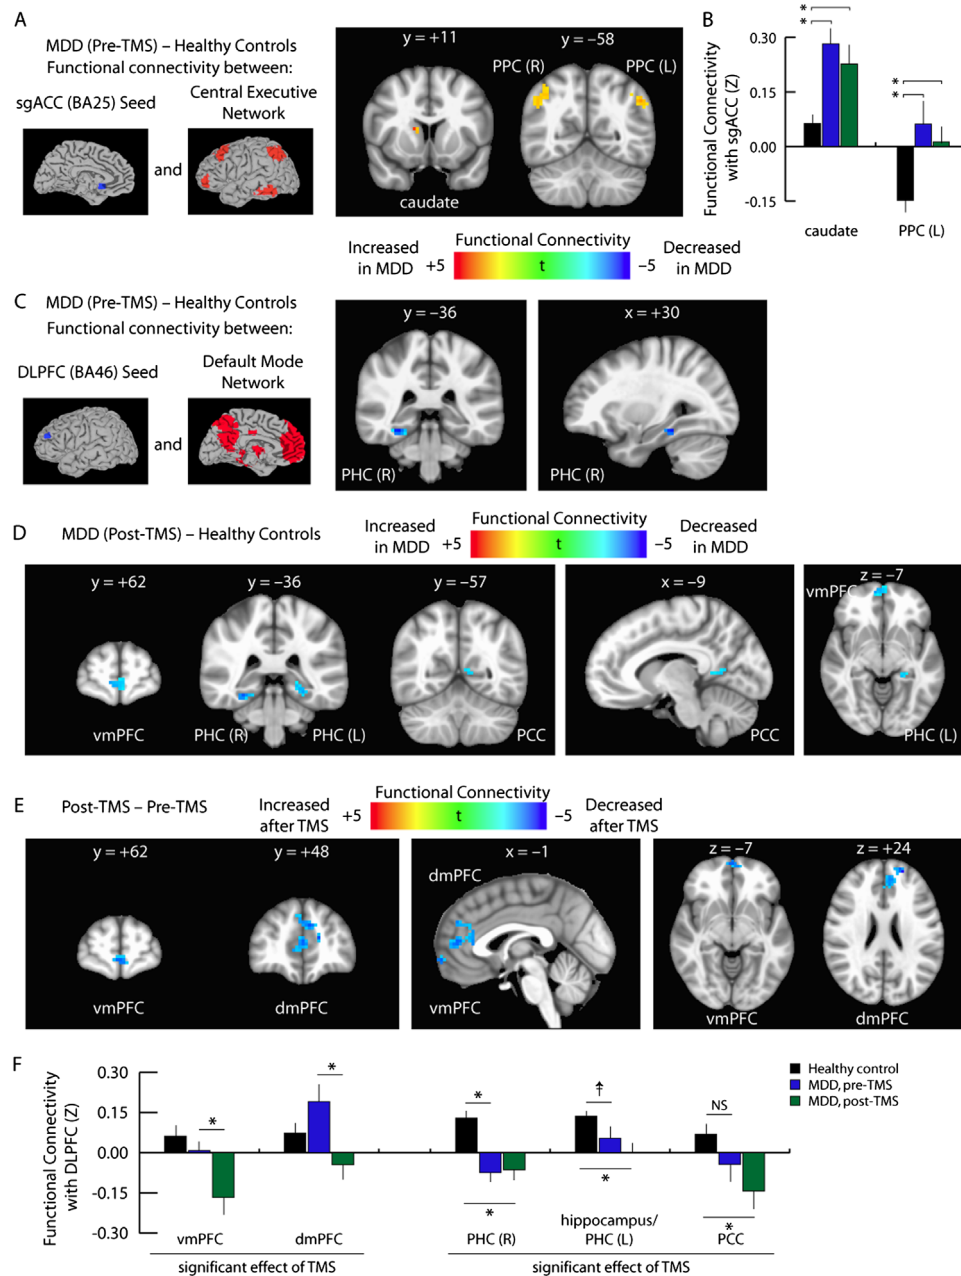 A
MDD (Pre-TMS) – Healthy Controls
Functional connectivity between:
sgACC (BA25) Seed
and
Central Executive
Network
y = +11
y = –58
PPC (R)
PPC (L)
caudate
B
Functional Connectivity
with sgACC (Z)
0.30
0.15
0.00
-0.15
*
*
*
*
caudate
PPC (L)
Increased
in MDD
+5
Functional Connectivity
t
–5
Decreased
in MDD
C
MDD (Pre-TMS) – Healthy Controls
Functional connectivity between:
DLPFC (BA46) Seed
and
Default Mode
Network
y = –36
x = +30
PHC (R)
PHC (R)
D
MDD (Post-TMS) – Healthy Controls
Increased
in MDD
+5
Functional Connectivity
t
–5
Decreased
in MDD
y = +62
y = –36
y = –57
x = –9
z = –7
vmPFC
vmPFC
PHC (R)
PHC (L)
PCC
PCC
PHC (L)
E
Post-TMS – Pre-TMS
Increased
after TMS
+5
Functional Connectivity
t
–5
Decreased
after TMS
y = +62
y = +48
x = –1
z = –7
z = +24
dmPFC
vmPFC
dmPFC
vmPFC
vmPFC
dmPFC
F
Functional Connectivity
with DLPFC (Z)
0.30
0.15
0.00
-0.15
-0.30
*
*
*
*
*
NS
*
Healthy control
MDD, pre-TMS
MDD, post-TMS
vmPFC
dmPFC
PHC (R)
hippocampus/
PHC (L)
PCC
significant effect of TMS
significant effect of TMS